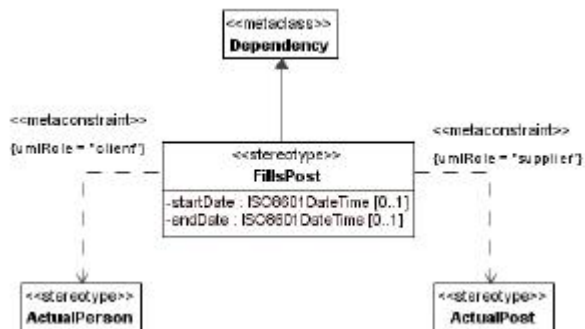 <<metaclass>>
Dependency
<<metaconstraint>>
{umlRole = "client"}
<<metaconstraint>>
{umlRole = "supplier"}
<<stereotype>>
FillsPost
-startDate : ISO8601DateTime [0..1]
-endDate : ISO8601DateTime [0..1]
<<stereotype>>
ActualPerson
<<stereotype>>
ActualPost